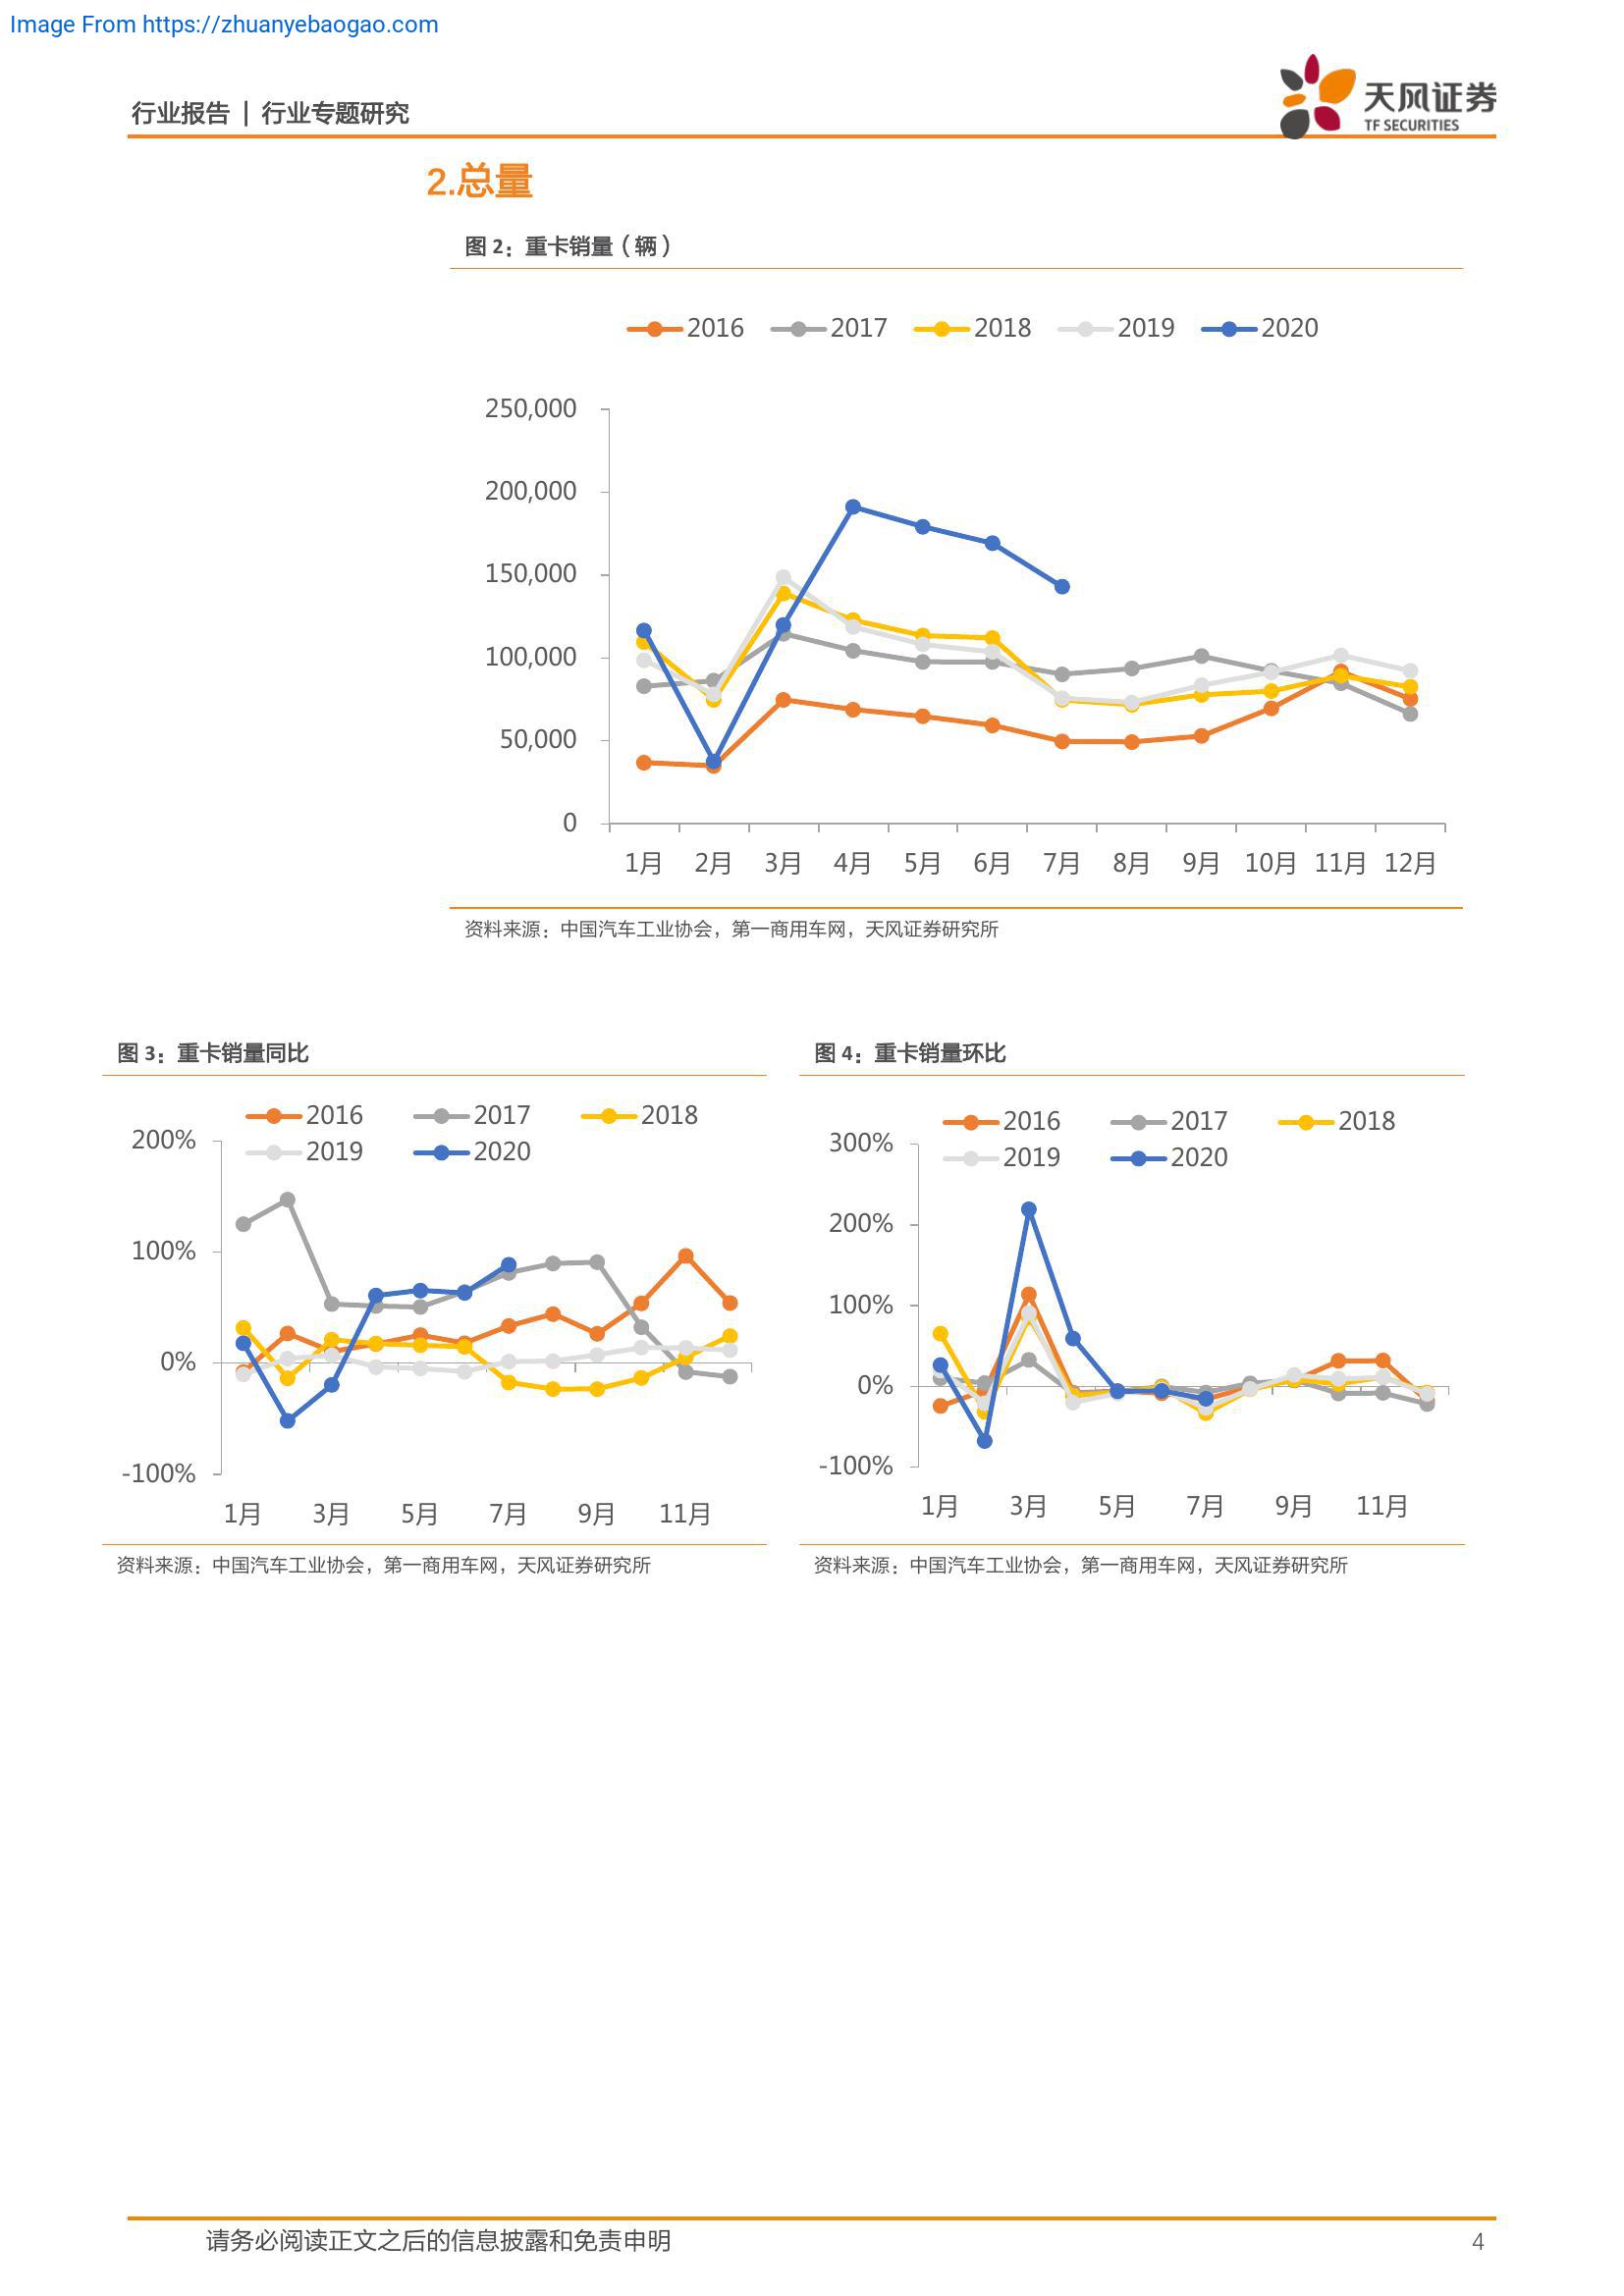 Image From https://zhuanyebaogao.com
行业报告 | 行业专题研究
天风证券
TF SECURITIES
2.总量
图 2：重卡销量（辆）
2016 2017 2018 2019 2020
250,000
200,000
150,000
100,000
50,000
0
1月 2月 3月 4月 5月 6月 7月 8月 9月 10月 11月 12月
资料来源：中国汽车工业协会，第一商用车网，天风证券研究所
图 3：重卡销量同比
2016 2017 2018
2019 2020
200%
100%
0%
-100%
1月 3月 5月 7月 9月 11月
资料来源：中国汽车工业协会，第一商用车网，天风证券研究所
图 4：重卡销量环比
2016 2017 2018
2019 2020
300%
200%
100%
0%
-100%
1月 3月 5月 7月 9月 11月
资料来源：中国汽车工业协会，第一商用车网，天风证券研究所
请务必阅读正文之后的信息披露和免责申明 4